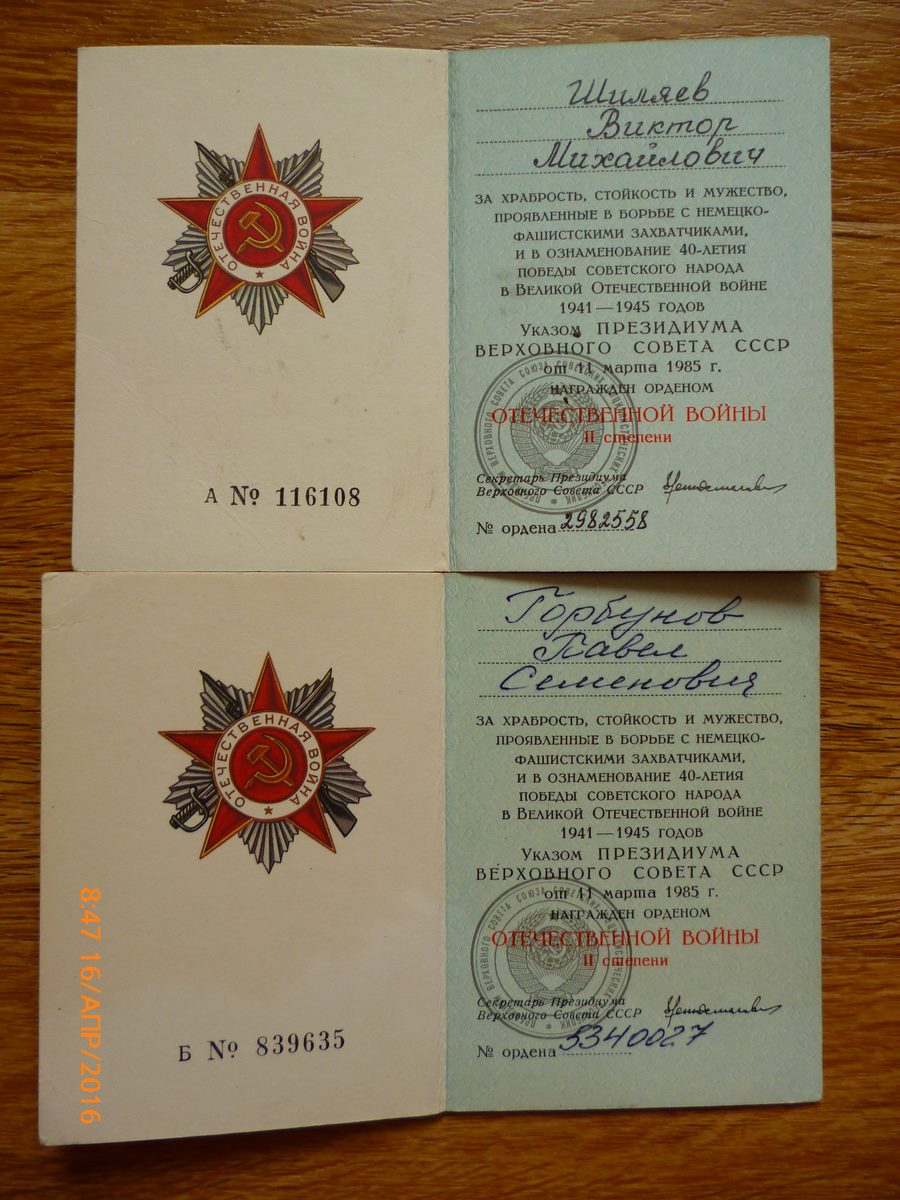 ОТЕЧЕСТВЕННАЯ ВОЙНА
А № 116108
Шиляев
Виктор
Михайлович
ЗА ХРАБРОСТЬ, СТОЙКОСТЬ И МУЖЕСТВО,
ПРОЯВЛЕННЫЕ В БОРЬБЕ С НЕМЕЦКО-
ФАШИСТСКИМИ ЗАХВАТЧИКАМИ,
И В ОЗНАМЕНОВАНИЕ 40-ЛЕТИЯ
ПОБЕДЫ СОВЕТСКОГО НАРОДА
В ВЕЛИКОЙ ОТЕЧЕСТВЕННОЙ ВОЙНЕ
1941—1945 ГОДОВ
УКАЗОМ ПРЕЗИДИУМА
ВЕРХОВНОГО СОВЕТА СССР
от 11 марта 1985 г.
НАГРАЖДЕН ОРДЕНОМ
ОТЕЧЕСТВЕННОЙ ВОЙНЫ
II степени
Секретарь Президиума
Верховного Совета СССР
№ ордена 2982558
ОТЕЧЕСТВЕННАЯ ВОЙНА
Б № 839635
Горбунов
Павел
Семенович
ЗА ХРАБРОСТЬ, СТОЙКОСТЬ И МУЖЕСТВО,
ПРОЯВЛЕННЫЕ В БОРЬБЕ С НЕМЕЦКО-
ФАШИСТСКИМИ ЗАХВАТЧИКАМИ,
И В ОЗНАМЕНОВАНИЕ 40-ЛЕТИЯ
ПОБЕДЫ СОВЕТСКОГО НАРОДА
В ВЕЛИКОЙ ОТЕЧЕСТВЕННОЙ ВОЙНЕ
1941—1945 ГОДОВ
УКАЗОМ ПРЕЗИДИУМА
ВЕРХОВНОГО СОВЕТА СССР
от 11 марта 1985 г.
НАГРАЖДЕН ОРДЕНОМ
ОТЕЧЕСТВЕННОЙ ВОЙНЫ
II степени
Секретарь Президиума
Верховного Совета СССР
№ ордена 3340027
8:47 16/АПР/2016